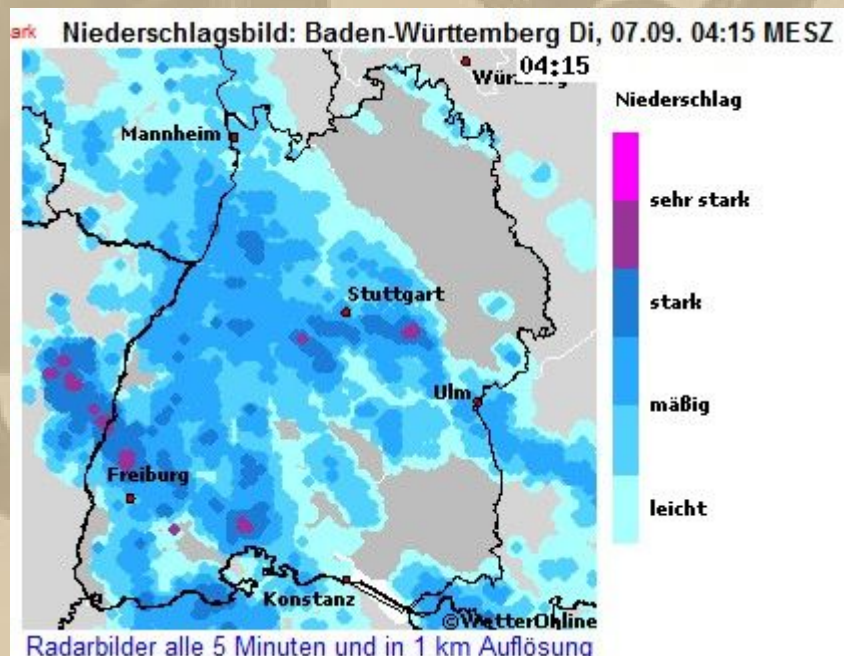 ark Niederschlagsbild: Baden-Württemberg Di, 07.09. 04:15 MESZ
04:15
Niederschlag
Mannheim
sehr stark
Stuttgart
stark
Ulm
mäßig
Freiburg
leicht
Konstanz
©WetterOnline
Radarbilder alle 5 Minuten und in 1 km Auflösung